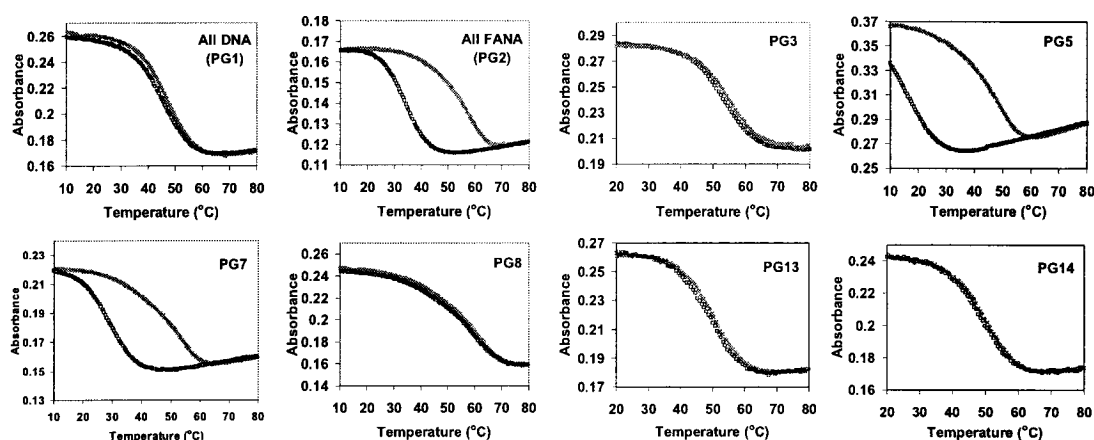 All DNA
(PG1)
Absorbance
0.26
0.24
0.22
0.2
0.18
0.16
10 20 30 40 50 60 70 80
Temperature (°C)
All FANA
(PG2)
Absorbance
0.18
0.17
0.16
0.15
0.14
0.13
0.12
0.11
10 20 30 40 50 60 70 80
Temperature (°C)
PG3
Absorbance
0.29
0.27
0.25
0.23
0.21
0.19
20 30 40 50 60 70 80
Temperature (°C)
PG5
Absorbance
0.37
0.35
0.33
0.31
0.29
0.27
0.25
10 20 30 40 50 60 70 80
Temperature (°C)
PG7
Absorbance
0.23
0.21
0.19
0.17
0.15
0.13
10 20 30 40 50 60 70 80
Temperature (°C)
PG8
Absorbance
0.26
0.24
0.22
0.2
0.18
0.16
0.14
10 20 30 40 50 60 70 80
Temperature (°C)
PG13
Absorbance
0.27
0.25
0.23
0.21
0.19
0.17
20 30 40 50 60 70 80
Temperature (°C)
PG14
Absorbance
0.24
0.22
0.2
0.18
0.16
20 30 40 50 60 70 80
Temperature (°C)